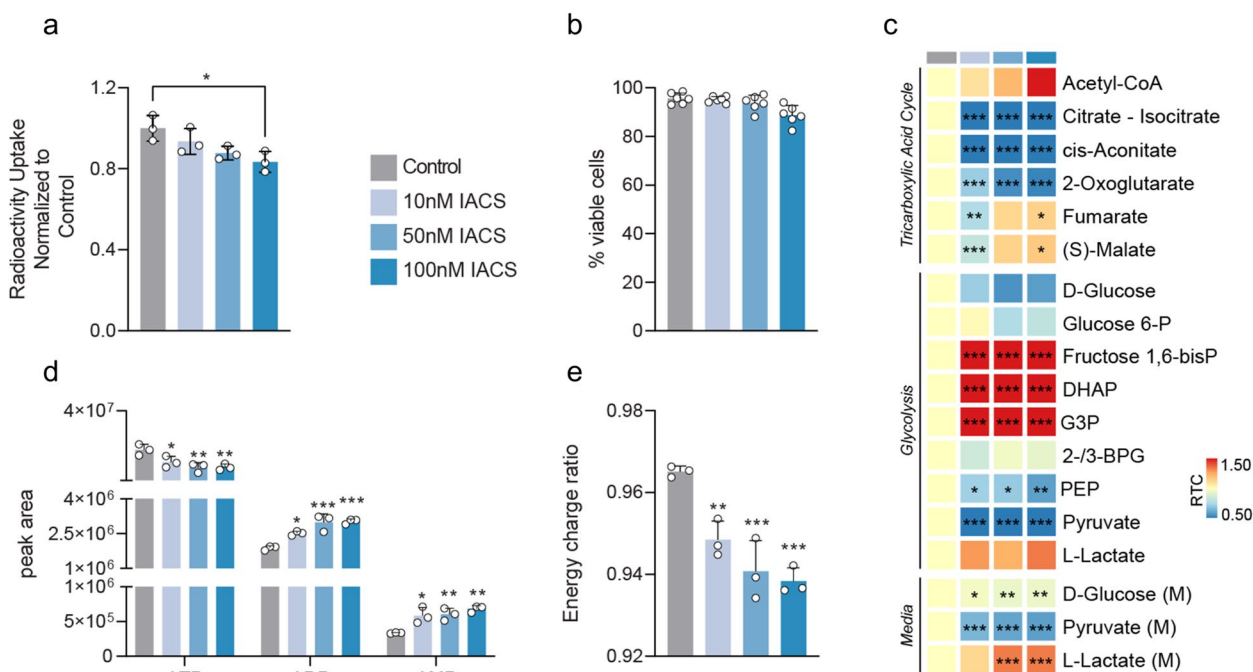 a
Radioactivity Uptake
Normalized to
Control
1.2
0.8
0.4
0.0
*
Control
10nM IACS
50nM IACS
100nM IACS
b
% viable cells
100
80
60
40
20
0
c
Tricarboxylic Acid Cycle
Acetyl-CoA
*** *** *** Citrate - Isocitrate
*** *** *** cis-Aconitate
*** *** *** 2-Oxoglutarate
** * Fumarate
*** * (S)-Malate
Glycolysis
D-Glucose
Glucose 6-P
*** *** *** Fructose 1,6-bisP
*** *** *** DHAP
*** *** *** G3P
2-/3-BPG
* * ** PEP
*** *** *** Pyruvate
L-Lactate
Media
* ** ** D-Glucose (M)
*** *** *** Pyruvate (M)
*** *** L-Lactate (M)
RTC
1.50
0.50
d
peak area
4×10⁷
4×10⁶
2.5×10⁶
1×10⁶
0
1×10⁶
5×10⁵
0
* ** **
* *** ***
* ** **
e
Energy charge ratio
0.98
0.96
0.94
0.92
** *** ***